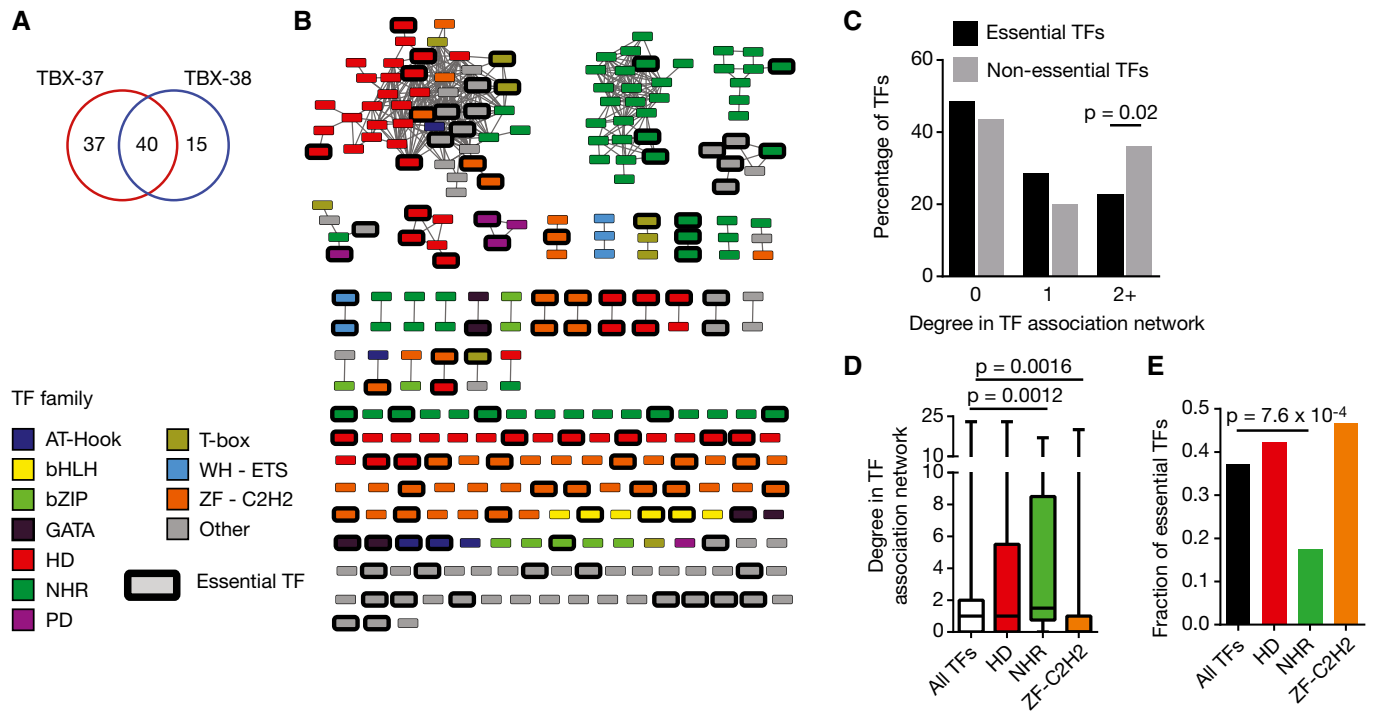 A
TBX-37
TBX-38
37
40
15
B
TF family
AT-Hook
bHLH
bZIP
GATA
HD
NHR
PD
T-box
WH - ETS
ZF - C2H2
Other
Essential TF
C
Essential TFs
Non-essential TFs
p = 0.02
Percentage of TFs
60
40
20
0
0
1
2+
Degree in TF association network
D
p = 0.0016
p = 0.0012
Degree in TF
association network
25
10
10
8
6
4
2
0
All TFs
HD
NHR
ZF-C2H2
E
p = 7.6 x 10⁻⁴
Fraction of essential TFs
0.5
0.4
0.3
0.2
0.1
0.0
All TFs
HD
NHR
ZF-C2H2